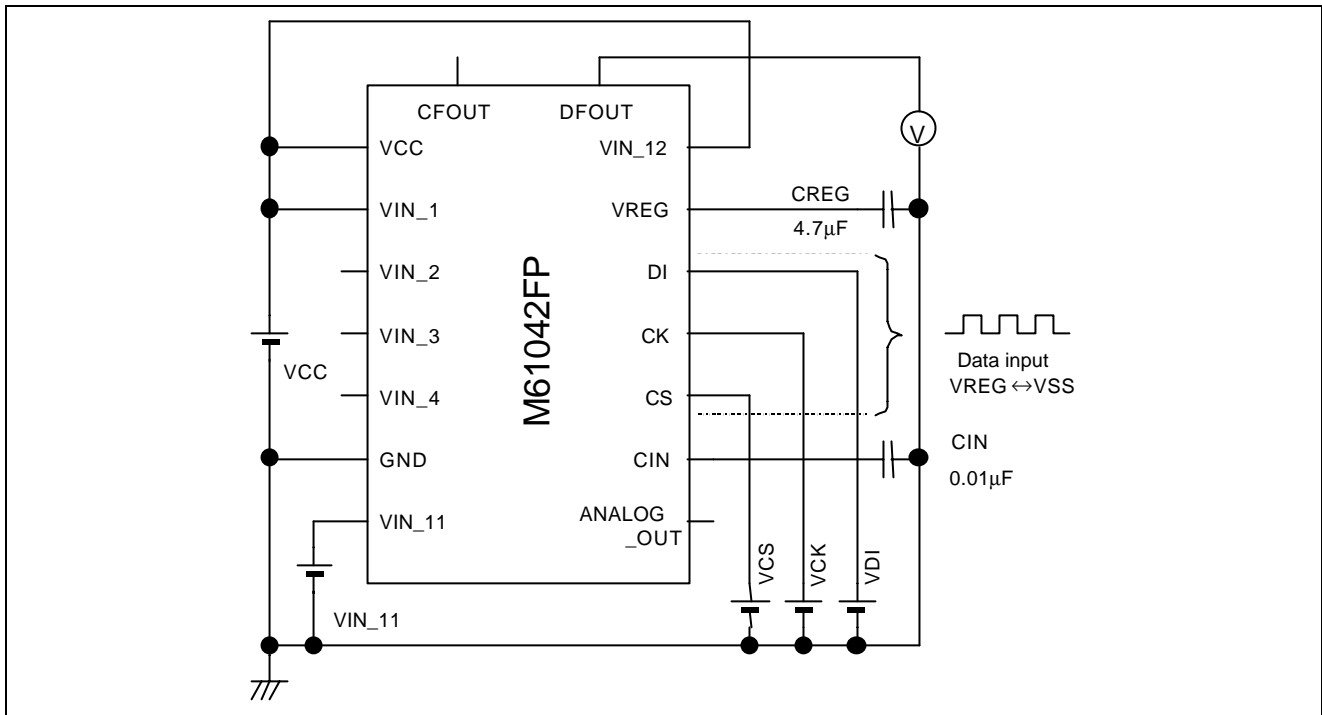 CFOUT
DFOUT
VCC
VIN_12
V
VIN_1
VREG
CREG
4.7μF
VIN_2
DI
M61042FP
VIN_3
CK
Data input
VREG ↔VSS
VCC
VIN_4
CS
GND
CIN
CIN
0.01μF
VIN_11
ANALOG
_OUT
VCS
VCK
VDI
VIN_11